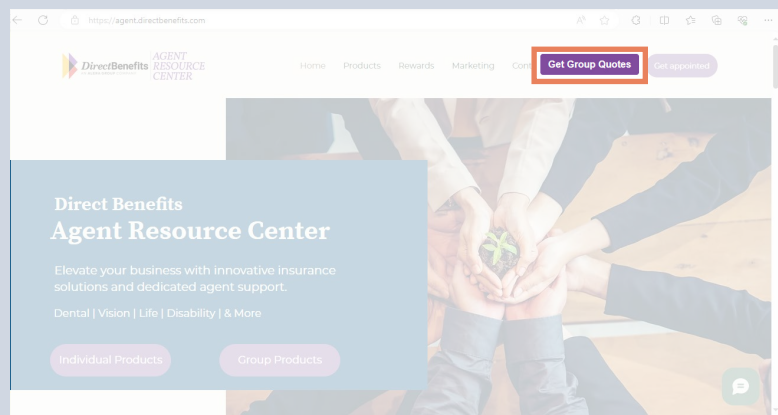 https://agent.directbenefits.com
DirectBenefits
AGENT
RESOURCE
CENTER
Home Products Rewards Marketing Cont
Get Group Quotes
Get appointed
Direct Benefits
Agent Resource Center
Elevate your business with innovative insurance
solutions and dedicated agent support.
Dental | Vision | Life | Disability | & More
Individual Products
Group Products